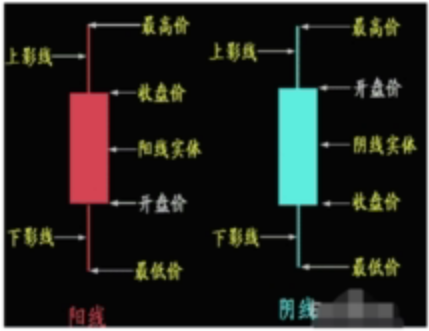 最高价
上影线
收盘价
阳线实体
开盘价
下影线
最低价
阳线
最高价
上影线
开盘价
阴线实体
收盘价
下影线
最低价
阴线